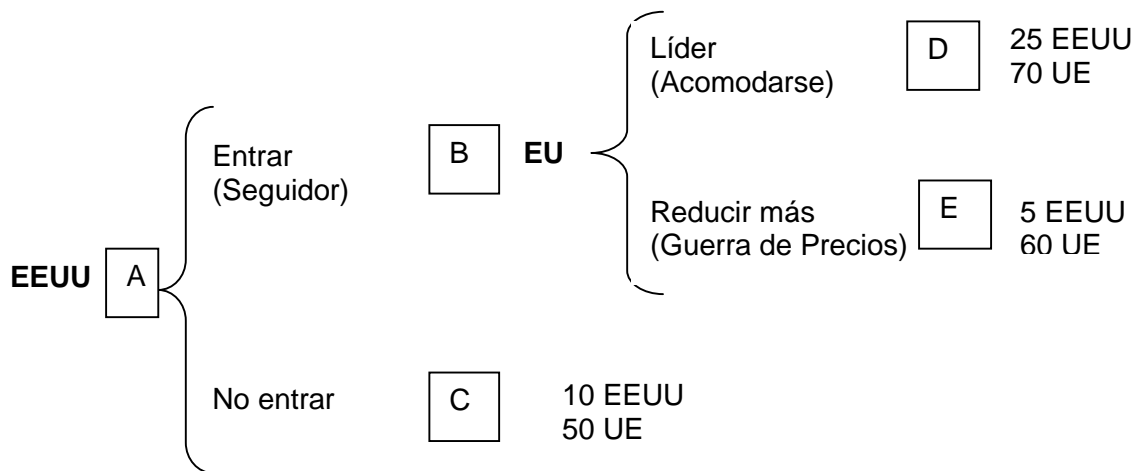 EEUU
A
Entrar
(Seguidor)
B
EU
Líder
(Acomodarse)
D
25 EEUU
70 UE
Reducir más
(Guerra de Precios)
E
5 EEUU
60 UE
No entrar
C
10 EEUU
50 UE